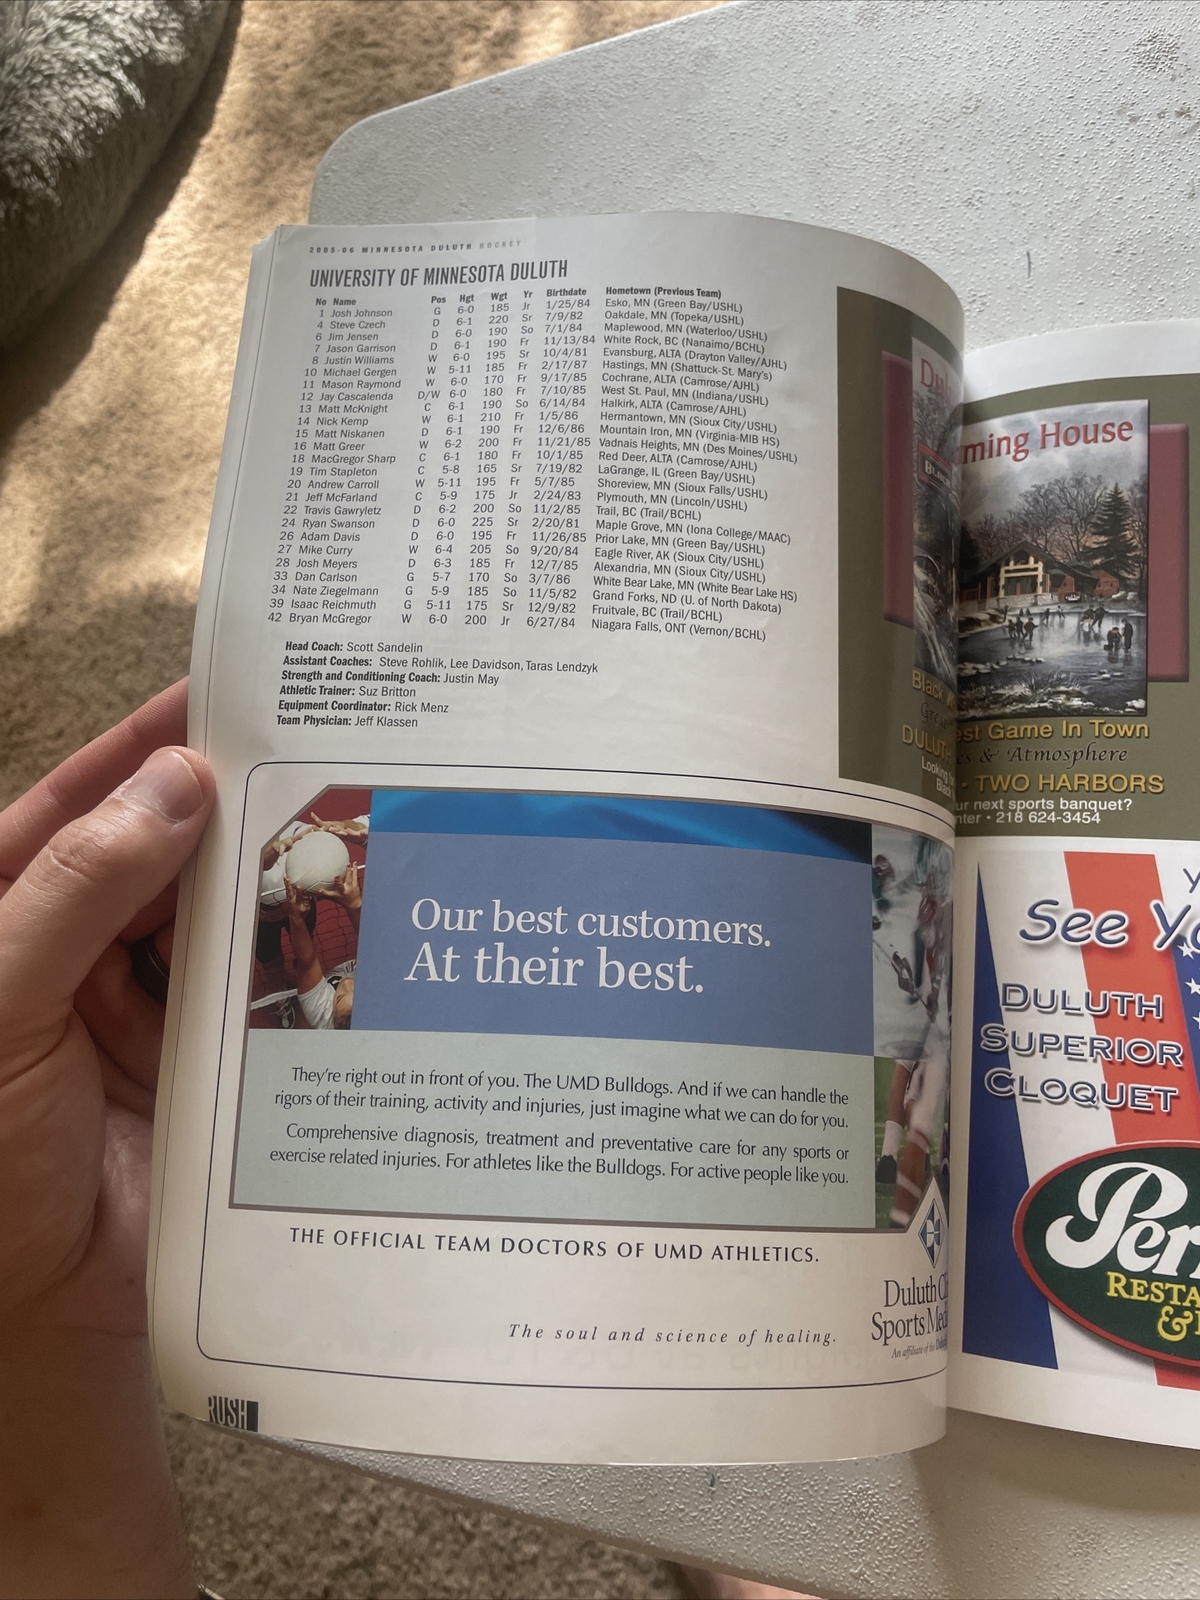 2005-06 MINNESOTA DULUTH HOCKEY
UNIVERSITY OF MINNESOTA DULUTH
No Name Pos Hgt Wgt Yr Birthdate Hometown (Previous Team)
1 Josh Johnson G 6-0 185 Jr 1/25/84 Esko, MN (Green Bay/USHL)
4 Steve Czech D 6-1 220 Sr 7/9/82 Oakdale, MN (Topeka/USHL)
6 Jim Jensen D 6-0 190 So 7/1/84 Maplewood, MN (Waterloo/USHL)
7 Jason Garrison D 6-1 190 Fr 11/13/84 White Rock, BC (Nanaimo/BCHL)
8 Justin Williams W 6-0 195 Sr 10/4/81 Evansburg, ALTA (Drayton Valley/AJHL)
10 Michael Gergen W 5-11 185 Fr 2/17/87 Hastings, MN (Shattuck-St. Mary's)
11 Mason Raymond W 6-0 170 Fr 9/17/85 Cochrane, ALTA (Camrose/AJHL)
12 Jay Cascalenda D/W 6-0 180 Fr 7/10/85 West St. Paul, MN (Indiana/USHL)
13 Matt McKnight C 6-1 190 So 6/14/84 Halkirk, ALTA (Camrose/AJHL)
14 Nick Kemp W 6-1 210 Fr 1/5/86 Hermantown, MN (Sioux City/USHL)
15 Matt Niskanen D 6-1 190 Fr 12/6/86 Mountain Iron, MN (Virginia-MIB HS)
16 Matt Greer W 6-2 200 Fr 11/21/85 Vadnais Heights, MN (Des Moines/USHL)
18 MacGregor Sharp C 6-1 180 Fr 10/1/85 Red Deer, ALTA (Camrose/AJHL)
19 Tim Stapleton C 5-8 165 Sr 7/19/82 LaGrange, IL (Green Bay/USHL)
20 Andrew Carroll W 5-11 195 Fr 5/7/85 Shoreview, MN (Sioux Falls/USHL)
21 Jeff McFarland C 5-9 175 Jr 2/24/83 Plymouth, MN (Lincoln/USHL)
22 Travis Gawryletz D 6-2 200 So 11/2/85 Trail, BC (Trail/BCHL)
24 Ryan Swanson D 6-0 225 Sr 2/20/81 Maple Grove, MN (Iona College/MAAC)
26 Adam Davis D 6-0 195 Fr 11/26/85 Prior Lake, MN (Green Bay/USHL)
27 Mike Curry W 6-4 205 So 9/20/84 Eagle River, AK (Sioux City/USHL)
28 Josh Meyers D 6-3 185 Fr 12/7/85 Alexandria, MN (Sioux City/USHL)
33 Dan Carlson G 5-7 170 So 3/7/86 White Bear Lake, MN (White Bear Lake HS)
34 Nate Ziegelmann G 5-9 185 So 11/5/82 Grand Forks, ND (U. of North Dakota)
39 Isaac Reichmuth G 5-11 175 Sr 12/9/82 Fruitvale, BC (Trail/BCHL)
42 Bryan McGregor W 6-0 200 Jr 6/27/84 Niagara Falls, ONT (Vernon/BCHL)
Head Coach: Scott Sandelin
Assistant Coaches: Steve Rohlik, Lee Davidson, Taras Lendzyk
Strength and Conditioning Coach: Justin May
Athletic Trainer: Suz Britton
Equipment Coordinator: Rick Menz
Team Physician: Jeff Klassen
Our best customers.
At their best.
They're right out in front of you. The UMD Bulldogs. And if we can handle the
rigors of their training, activity and injuries, just imagine what we can do for you.
Comprehensive diagnosis, treatment and preventative care for any sports or
exercise related injuries. For athletes like the Bulldogs. For active people like you.
THE OFFICIAL TEAM DOCTORS OF UMD ATHLETICS.
Duluth
Sports
An affiliate of the
The soul and science of healing.
RUSH
Black
DULUTH
Looking
House
Game In Town
& Atmosphere
• TWO HARBORS
next sports banquet?
• 218 624-3454
See
DULUTH
SUPERIOR
CLOQUET
&